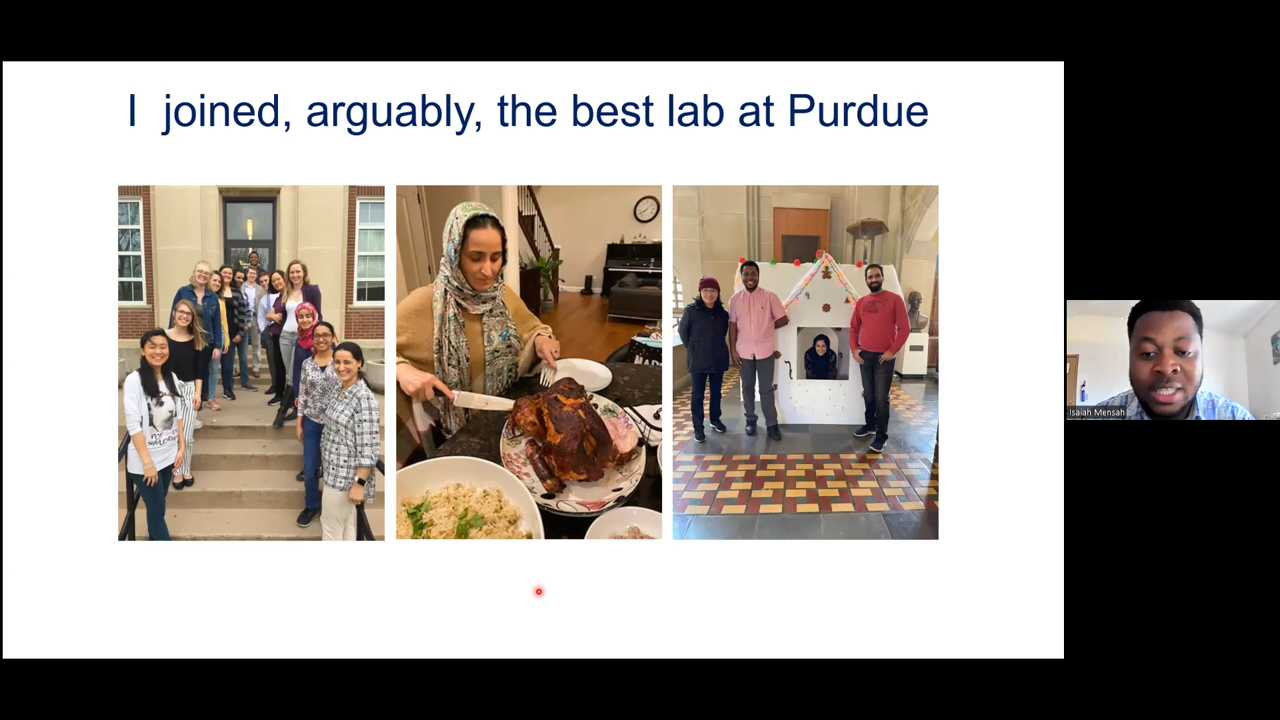 I  joined, arguably, the best lab at Purdue
Isaiah Mensah